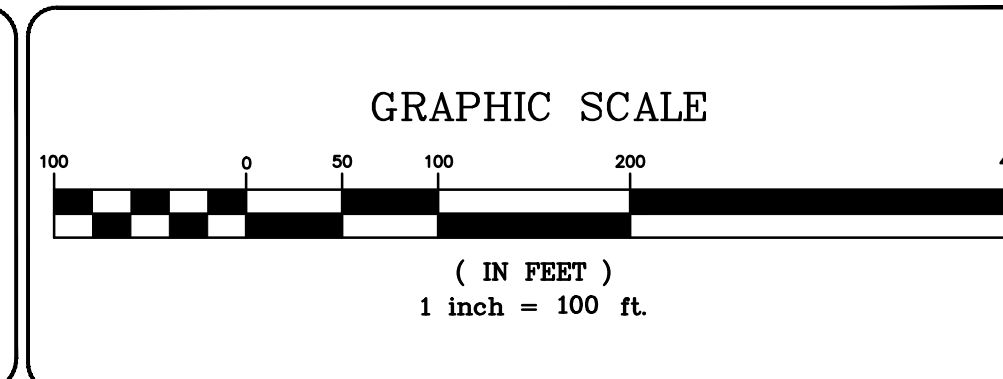 GRAPHIC SCALE
100 0 50 100 200
( IN FEET )
1 inch = 100 ft.